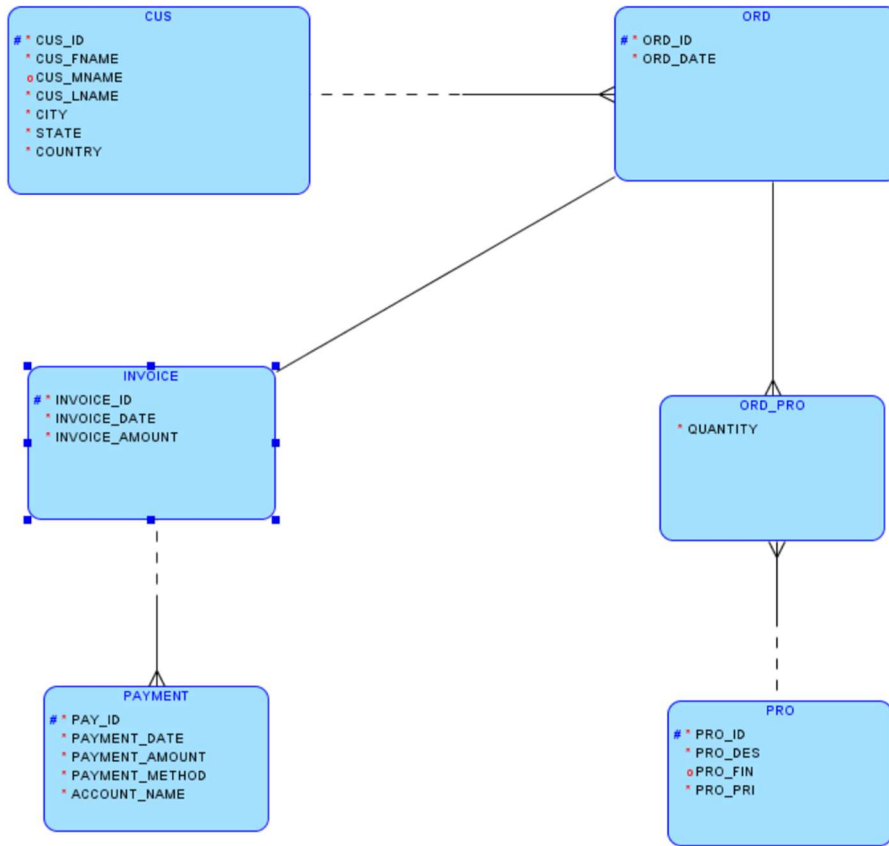 CUS
#* CUS_ID
* CUS_FNAME
o CUS_MNAME
* CUS_LNAME
* CITY
* STATE
* COUNTRY
ORD
#* ORD_ID
* ORD_DATE
INVOICE
#* INVOICE_ID
* INVOICE_DATE
* INVOICE_AMOUNT
ORD_PRO
* QUANTITY
PAYMENT
#* PAY_ID
* PAYMENT_DATE
* PAYMENT_AMOUNT
* PAYMENT_METHOD
* ACCOUNT_NAME
PRO
#* PRO_ID
* PRO_DES
o PRO_FIN
* PRO_PRI